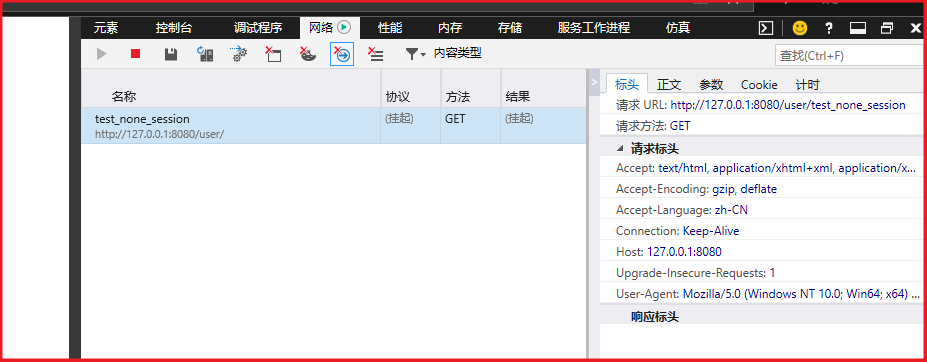 元素 控制台 调试程序 网络 性能 内存 存储 服务工作进程 仿真
内容类型 查找(Ctrl+F)
名称 协议 方法 结果
test_none_session (挂起) GET (挂起)
http://127.0.0.1:8080/user/
标头 正文 参数 Cookie 计时
请求 URL: http://127.0.0.1:8080/user/test_none_session
请求方法: GET
请求标头
Accept: text/html, application/xhtml+xml, application/x...
Accept-Encoding: gzip, deflate
Accept-Language: zh-CN
Connection: Keep-Alive
Host: 127.0.0.1:8080
Upgrade-Insecure-Requests: 1
User-Agent: Mozilla/5.0 (Windows NT 10.0; Win64; x64) ...
响应标头